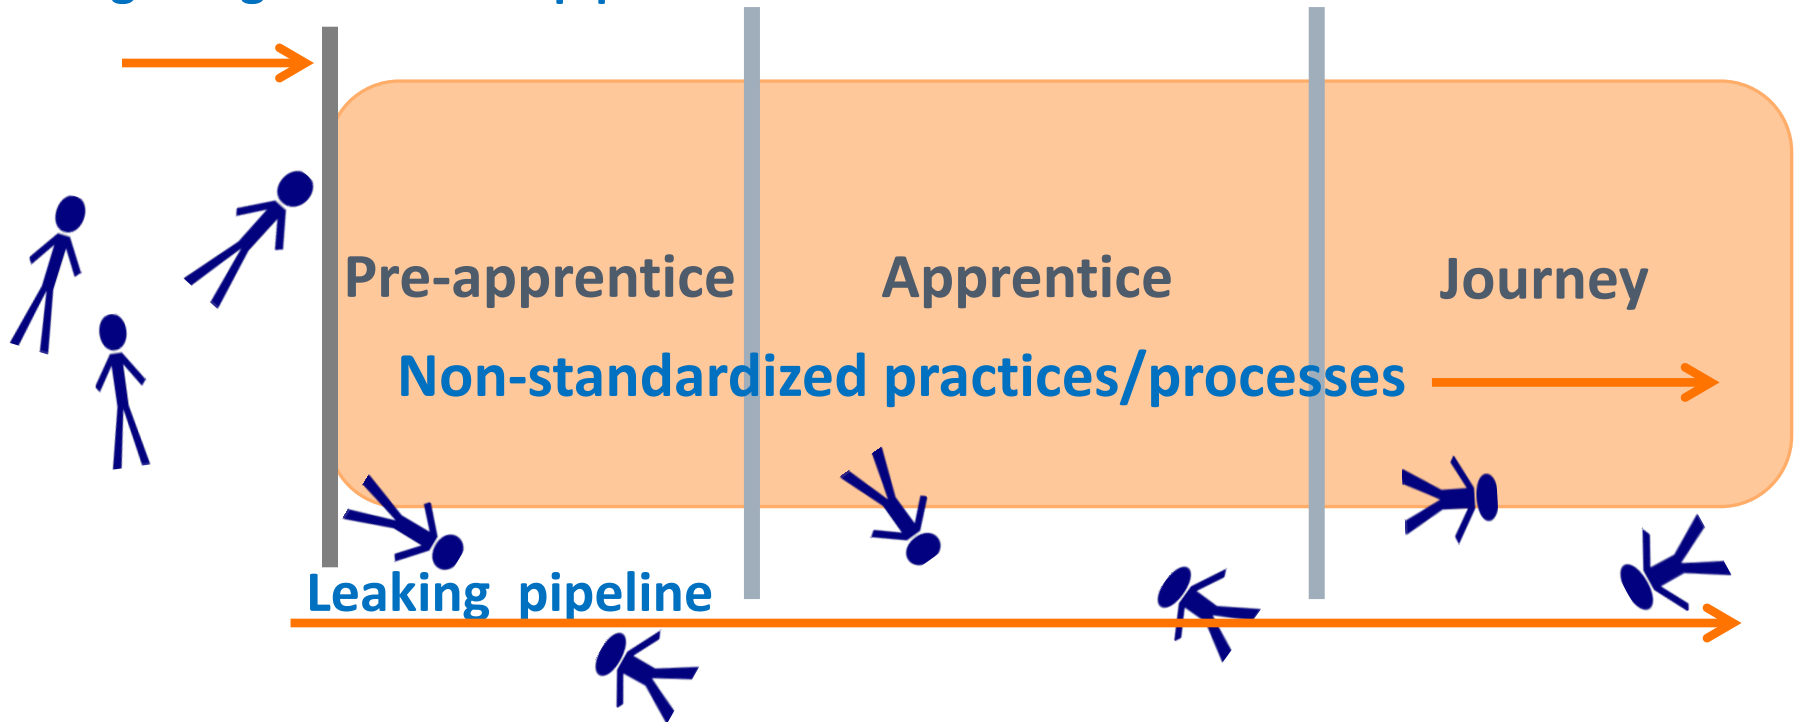 Pre-apprentice
Apprentice
Journey
Non-standardized practices/processes
Leaking pipeline